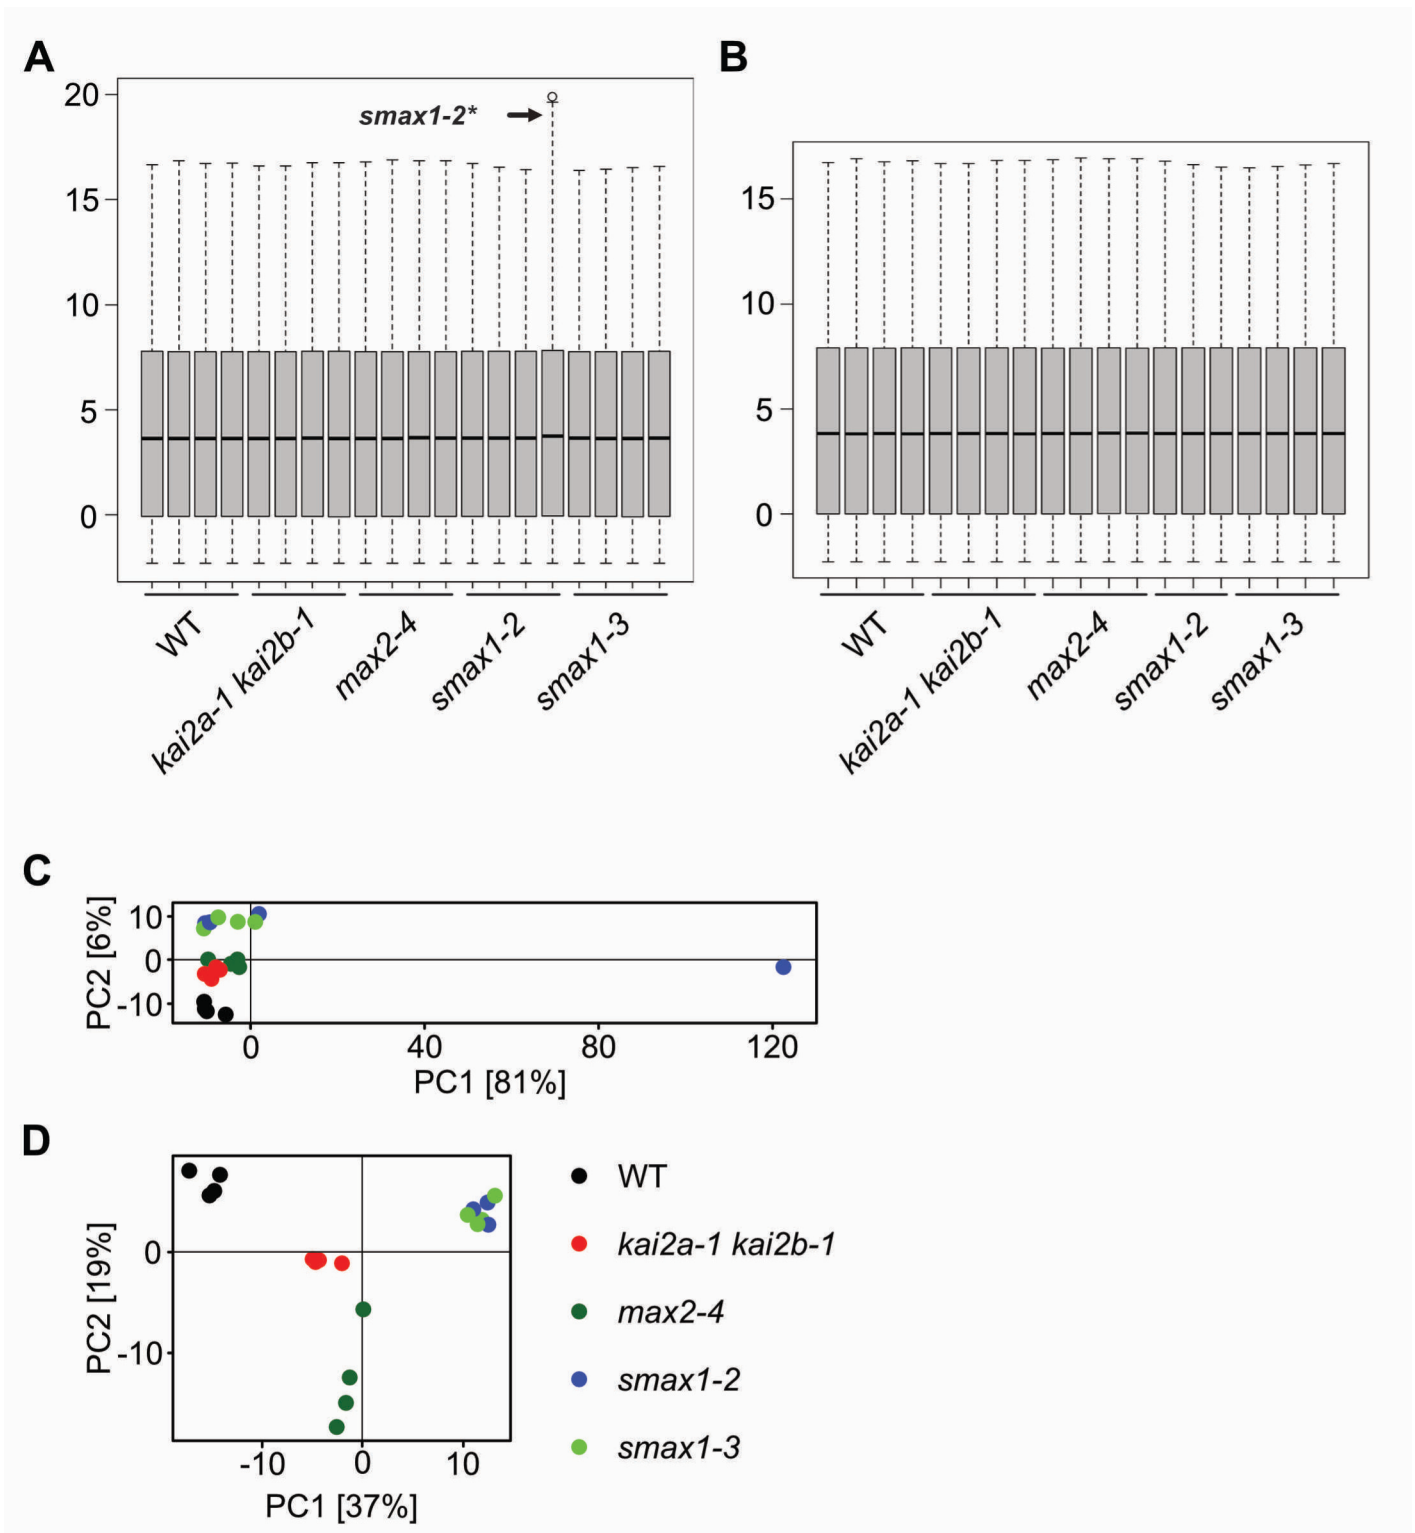 A
B
20
15
10
5
0
smax1-2*
WT
kai2a-1 kai2b-1
max2-4
smax1-2
smax1-3
15
10
5
0
WT
kai2a-1 kai2b-1
max2-4
smax1-2
smax1-3
C
PC2 [6%]
10
0
-10
0 40 80 120
PC1 [81%]
D
PC2 [19%]
0
-10
-10 0 10
PC1 [37%]
WT
kai2a-1 kai2b-1
max2-4
smax1-2
smax1-3